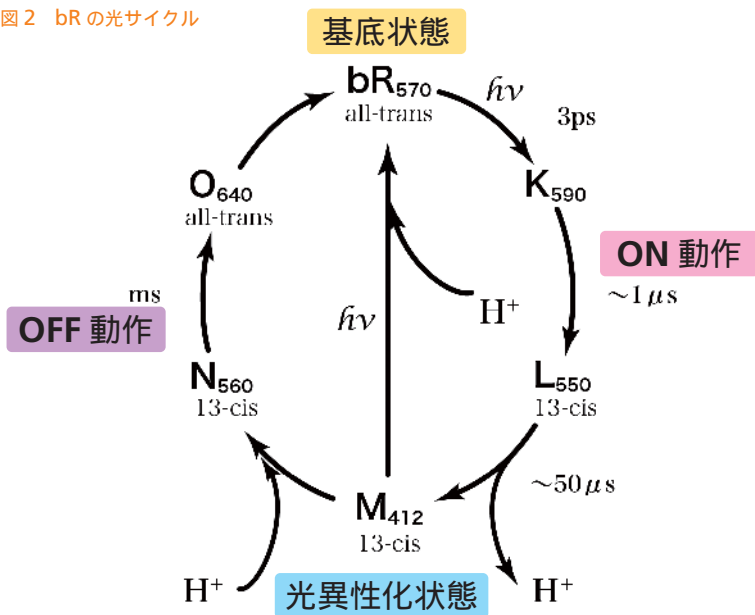 図2 bRの光サイクル
基底状態
bR570
all-trans
hν
3ps
K590
O640
all-trans
ON 動作
~1μs
H+
ms
hν
OFF 動作
N560
13-cis
L550
13-cis
~50μs
M412
13-cis
H+
光異性化状態
H+